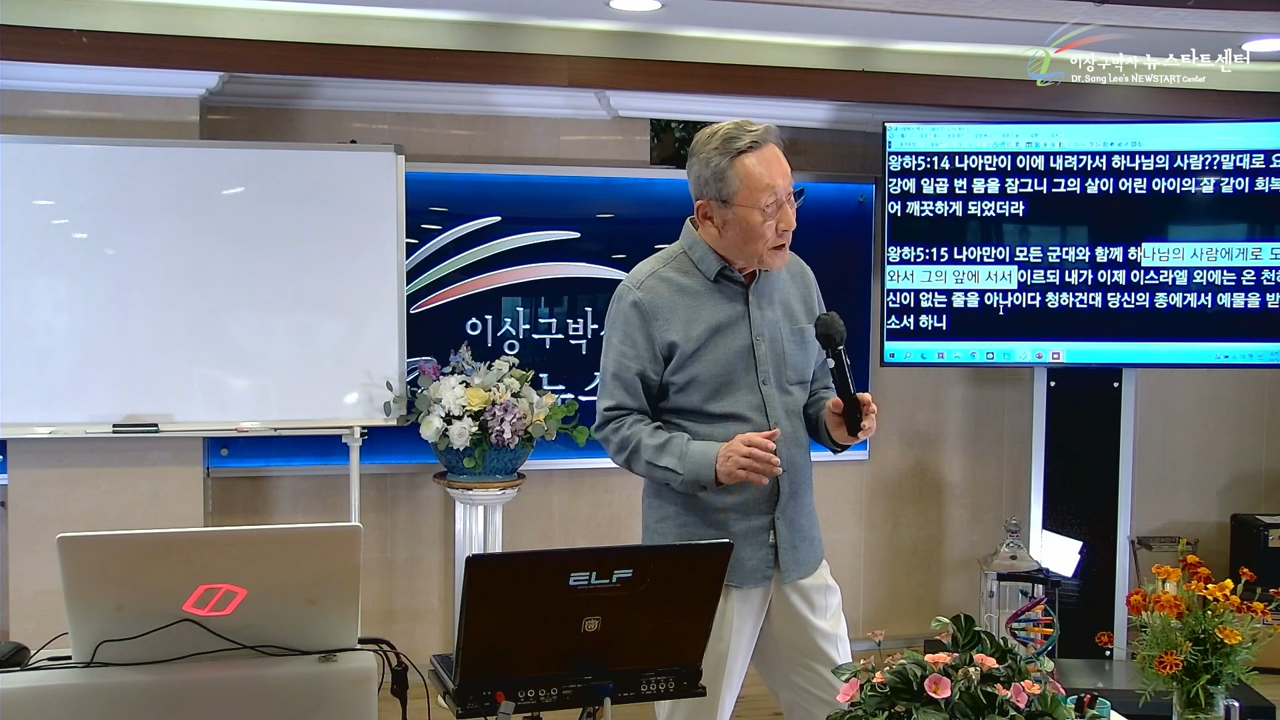 이상구박사 뉴스타트센터
Dr. Sang Lee's NEWSTART Center
왕하5:14 나아만이 이에 내려가서 하나님의 사람??말대로 요
강에 일곱 번 몸을 잠그니 그의 살이 어린 아이의 살 같이 회복
어 깨끗하게 되었더라
왕하5:15 나아만이 모든 군대와 함께 하나님의 사람에게로 도
와서 그의 앞에 서서 이르되 내가 이제 이스라엘 외에는 온 천하
신이 없는 줄을 아나이다 청하건대 당신의 종에게서 예물을 받
소서 하니
이상구박사
뉴스
ELF